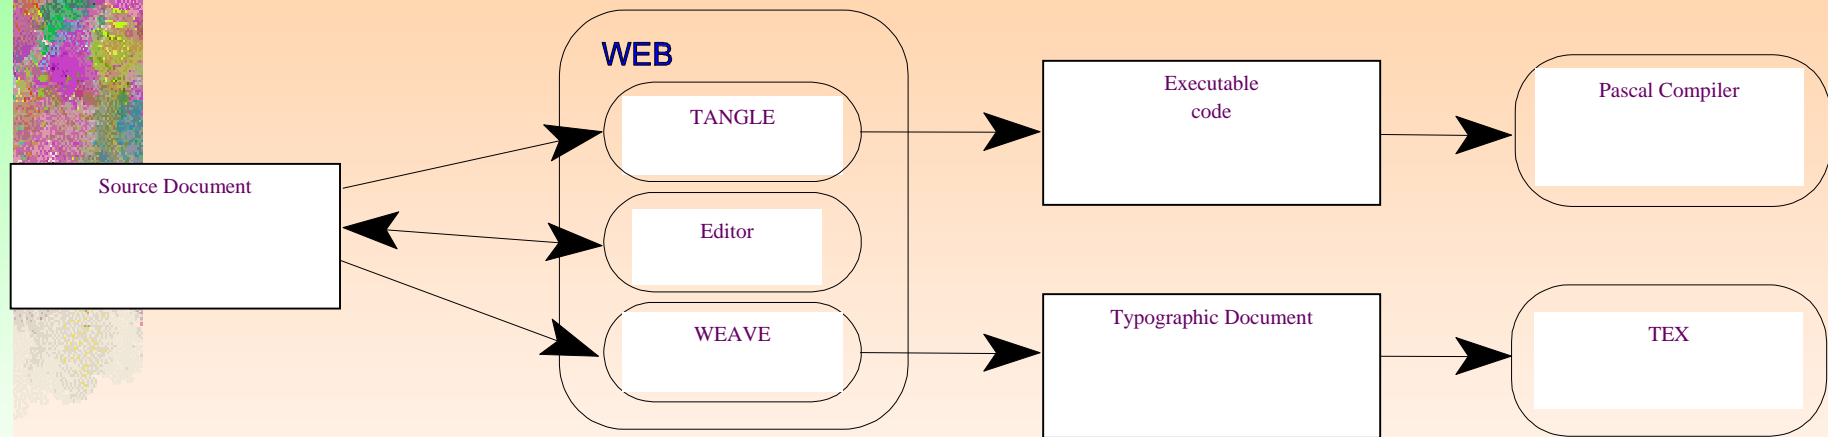 WEB
TANGLE
Executable
code
Pascal Compiler
Source Document
Editor
WEAVE
Typographic Document
TEX